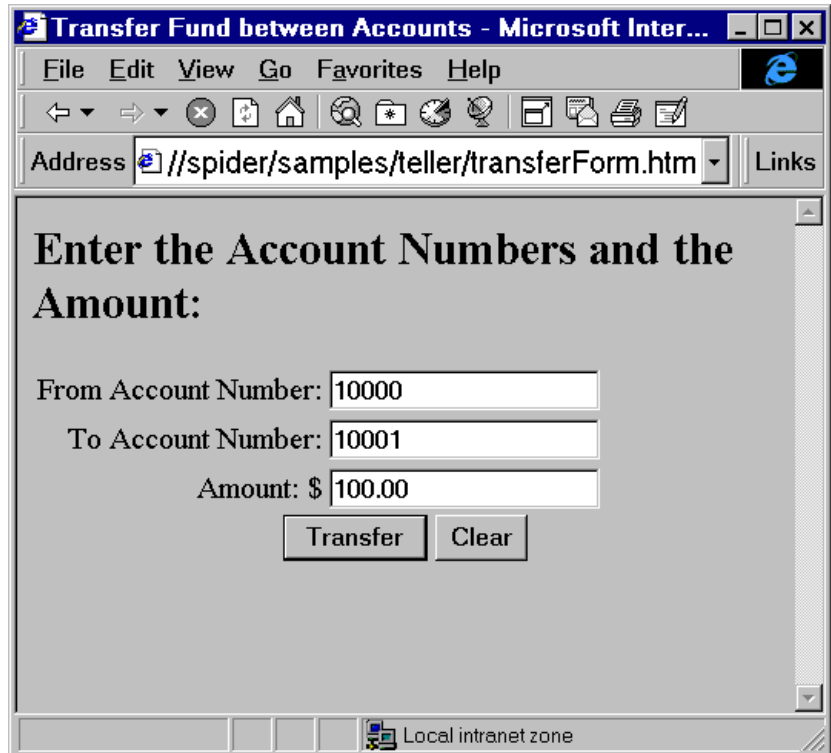 Transfer Fund between Accounts - Microsoft Inter...
File Edit View Go Favorites Help
Address //spider/samples/teller/transferForm.htm Links
Enter the Account Numbers and the
Amount:
From Account Number: 10000
To Account Number: 10001
Amount: $ 100.00
Transfer Clear
Local intranet zone